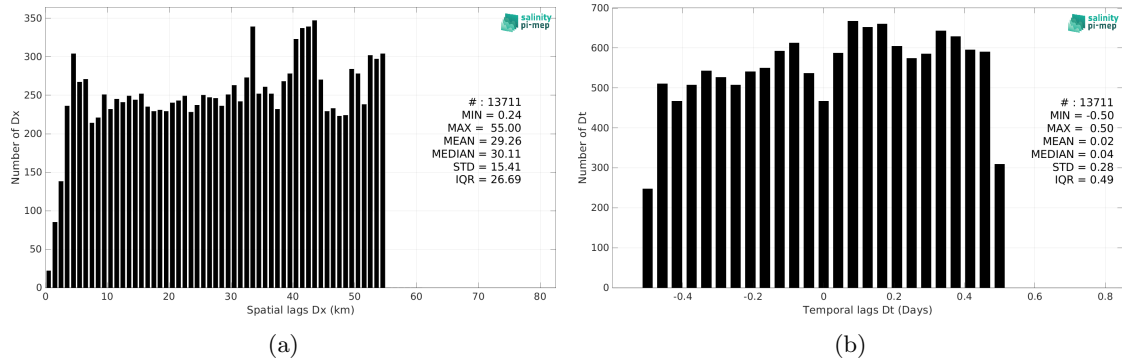 350
300
250
200
150
100
50
0
Number of Dx
0 10 20 30 40 50 60 70 80
Spatial lags Dx (km)
salinity
pi-mep
# : 13711
MIN = 0.24
MAX = 55.00
MEAN = 29.26
MEDIAN = 30.11
STD = 15.41
IQR = 26.69
(a)
700
600
500
400
300
200
100
0
Number of Dt
-0.4 -0.2 0 0.2 0.4 0.6 0.8
Temporal lags Dt (Days)
salinity
pi-mep
# : 13711
MIN = -0.50
MAX = 0.50
MEAN = 0.02
MEDIAN = 0.04
STD = 0.28
IQR = 0.49
(b)